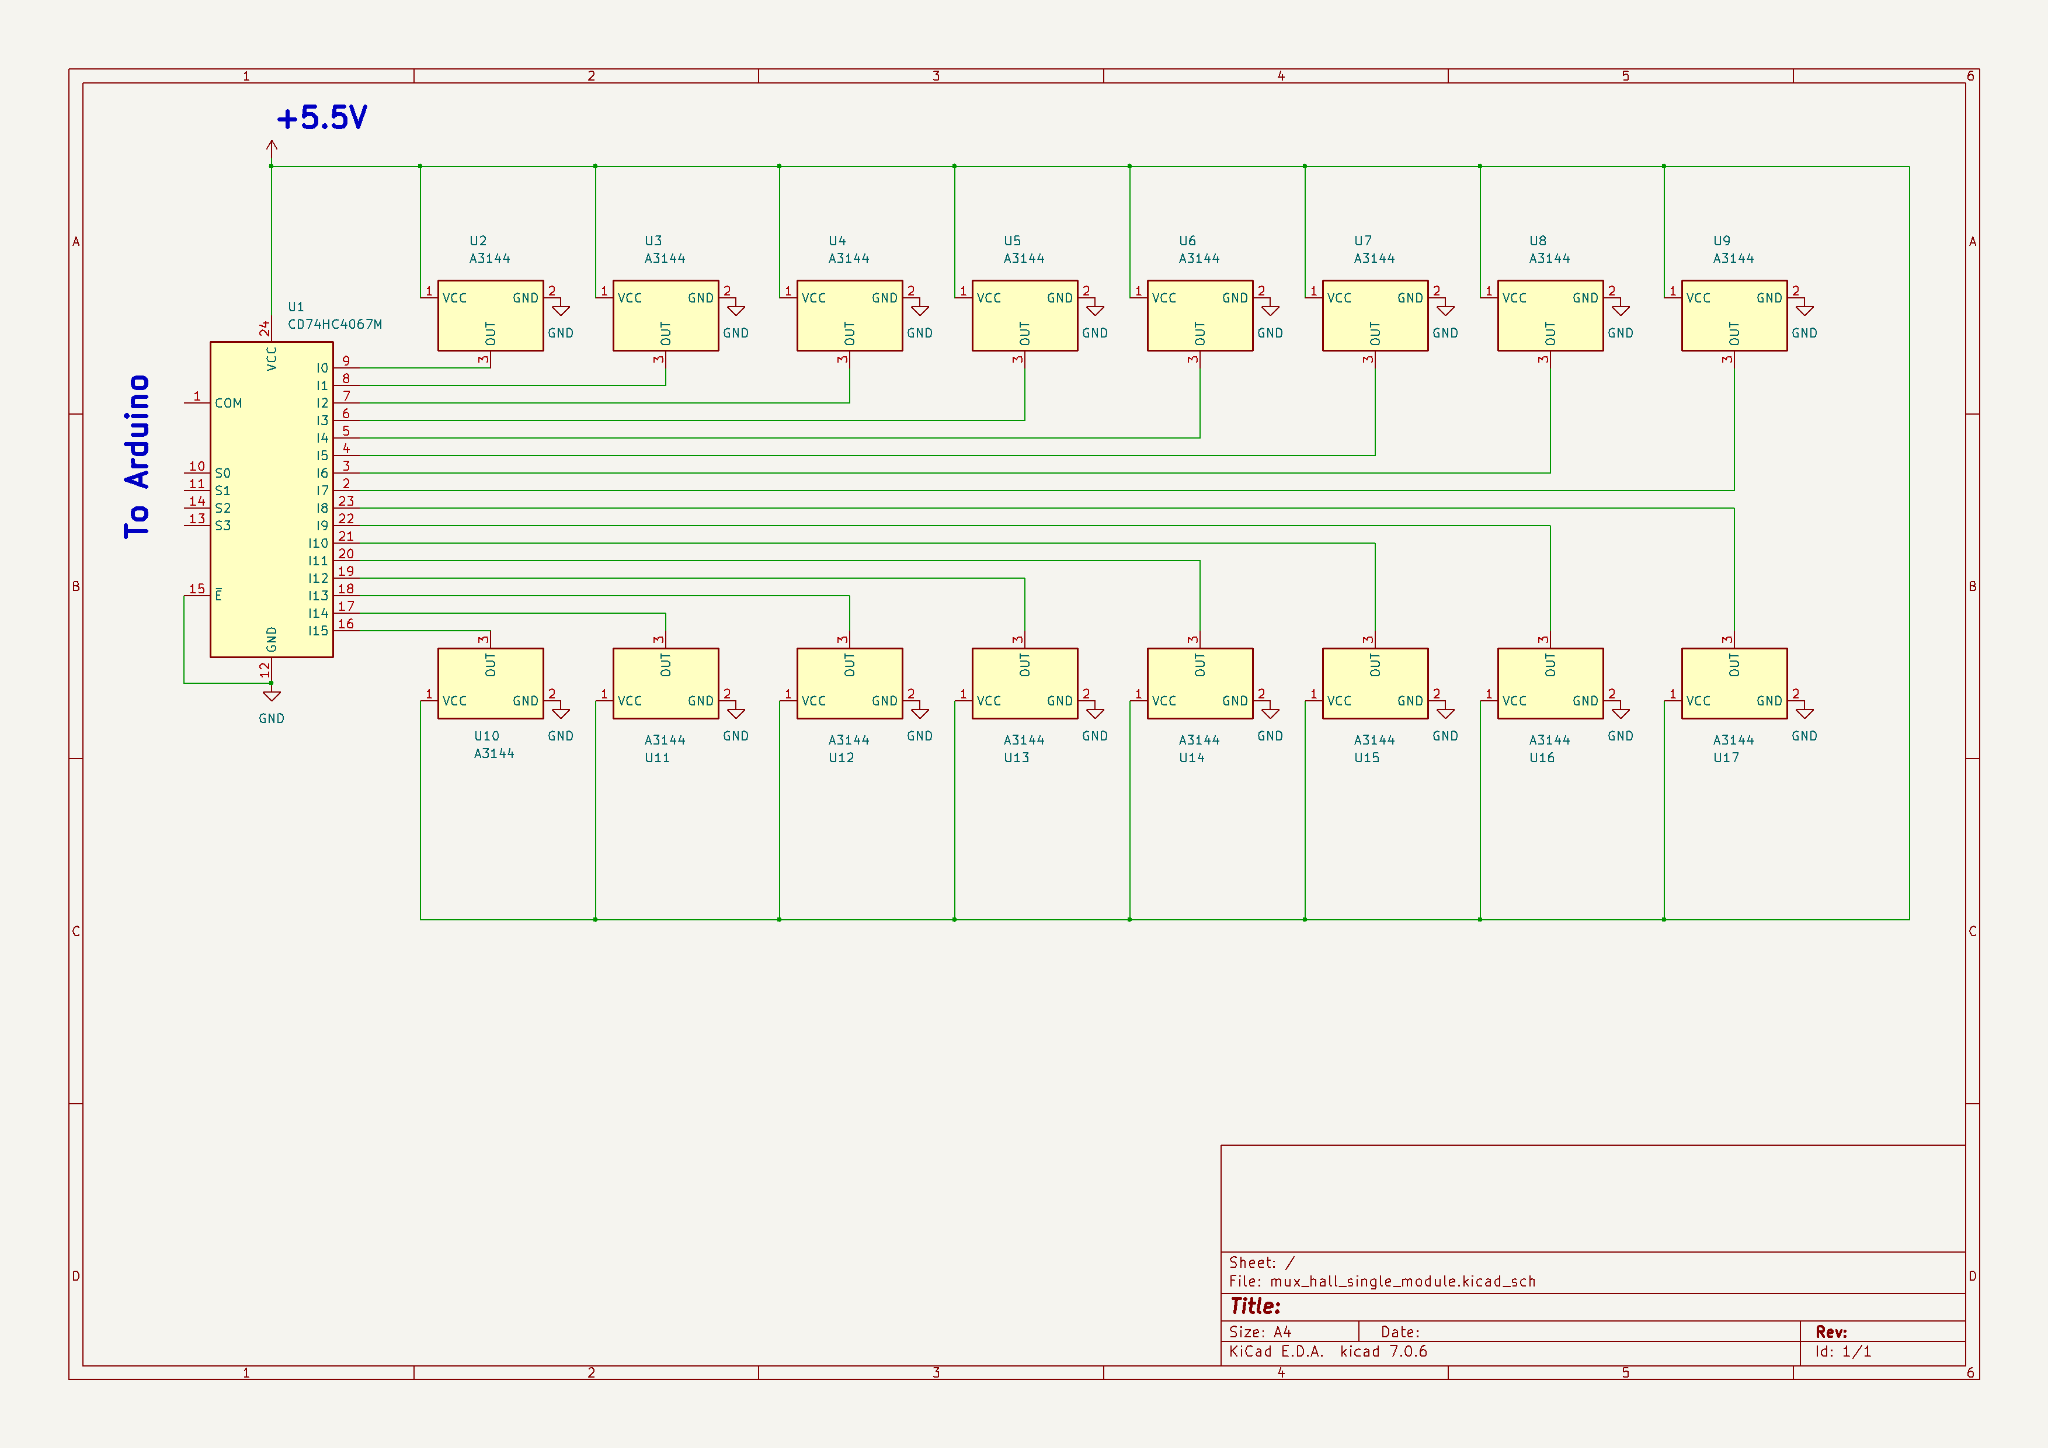 1 2 3 4 5 6
+5.5V
A A
U2 U3 U4 U5 U6 U7 U8 U9
A3144 A3144 A3144 A3144 A3144 A3144 A3144 A3144
1 VCC GND 2 1 VCC GND 2 1 VCC GND 2 1 VCC GND 2 1 VCC GND 2 1 VCC GND 2 1 VCC GND 2 1 VCC GND 2
OUT OUT OUT OUT OUT OUT OUT OUT
GND GND GND GND GND GND GND GND
3 3 3 3 3 3 3 3
U1
CD74HC4067M
24
VCC
To Arduino
I0 9
I1 8
1 COM I2 7
I3 6
I4 5
I5 4
10 S0 I6 3
11 S1 I7 2
14 S2 I8 23
13 S3 I9 22
I10 21
I11 20
I12 19
15 E̅ I13 18
I14 17
I15 16
GND
12
GND
B B
3 3 3 3 3 3 3 3
OUT OUT OUT OUT OUT OUT OUT OUT
1 VCC GND 2 1 VCC GND 2 1 VCC GND 2 1 VCC GND 2 1 VCC GND 2 1 VCC GND 2 1 VCC GND 2 1 VCC GND 2
GND GND GND GND GND GND GND GND
U10 A3144 A3144 A3144 A3144 A3144 A3144 A3144
A3144 U11 U12 U13 U14 U15 U16 U17
C C
D D
Sheet: /
File: mux_hall_single_module.kicad_sch
Title:
Size: A4 Date: Rev:
KiCad E.D.A. kicad 7.0.6 Id: 1/1
1 2 3 4 5 6